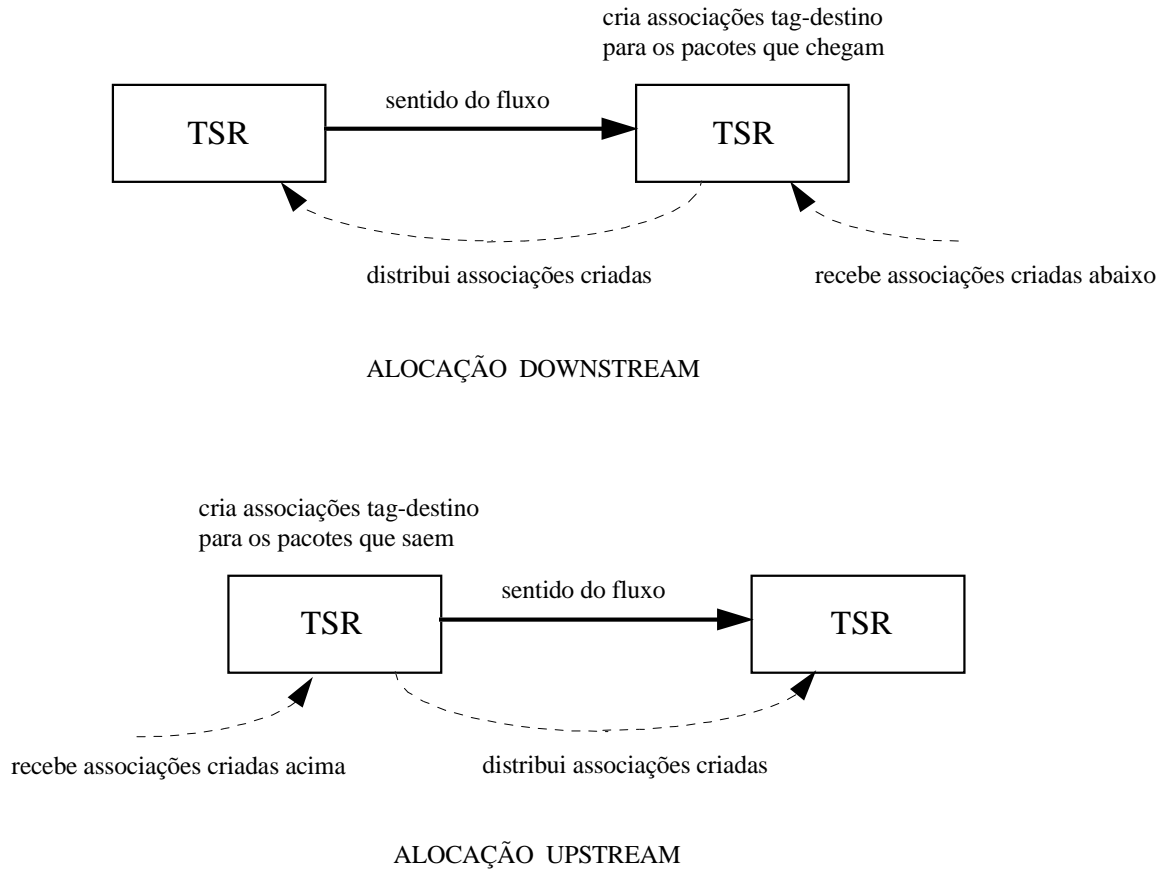 cria associações tag-destino
para os pacotes que chegam
sentido do fluxo
TSR
TSR
distribui associações criadas
recebe associações criadas abaixo
ALOCAÇÃO DOWNSTREAM
cria associações tag-destino
para os pacotes que saem
sentido do fluxo
TSR
TSR
recebe associações criadas acima
distribui associações criadas
ALOCAÇÃO UPSTREAM